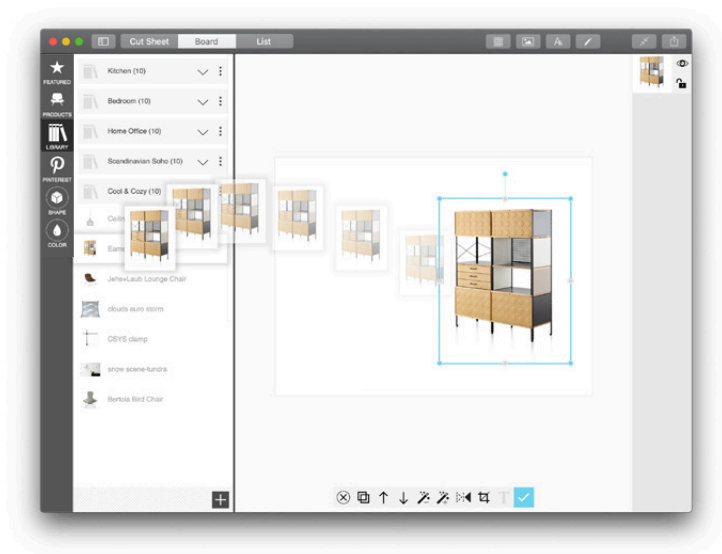 Cut Sheet
Board
List
FEATURED
PRODUCTS
LIBRARY
PINTEREST
SHAPE
COLOR
Kitchen (10)
Bedroom (10)
Home Office (10)
Scandinavian Soho (10)
Cool & Cozy (10)
Jehs+Laub Lounge Chair
clouds euro storm
CSYS clamp
snow scene-tundra
Bertoia Bird Chair
T